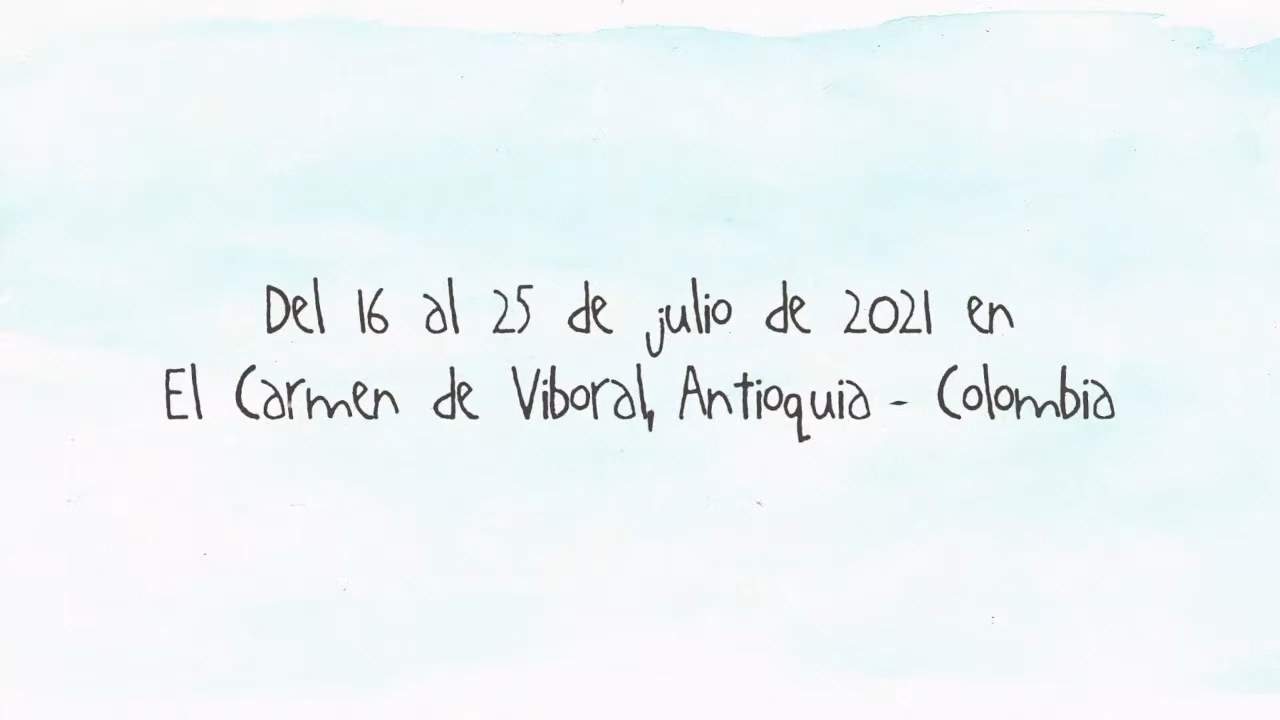 Del 16 al 25 de julio de 2021 en
El Carmen de Viboral, Antioquia - Colombia